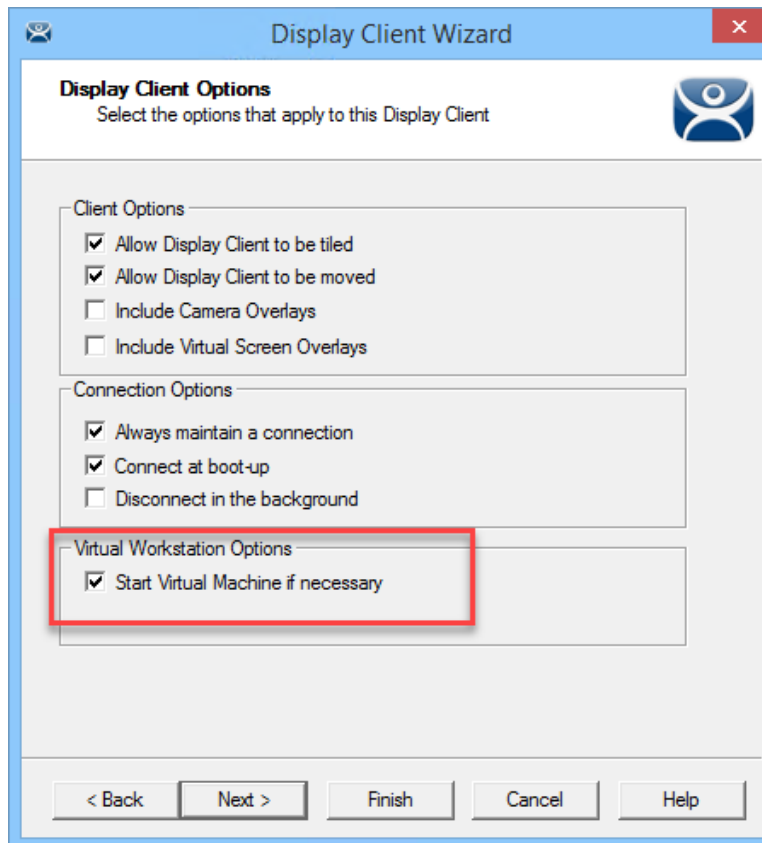 Display Client Wizard
Display Client Options
Select the options that apply to this Display Client
Client Options
Allow Display Client to be tiled
Allow Display Client to be moved
Include Camera Overlays
Include Virtual Screen Overlays
Connection Options
Always maintain a connection
Connect at boot-up
Disconnect in the background
Virtual Workstation Options
Start Virtual Machine if necessary
< Back Next > Finish Cancel Help